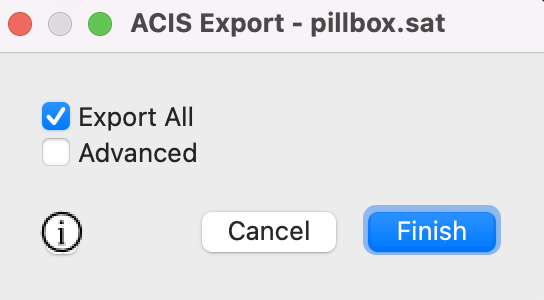 ACIS Export - pillbox.sat
Export All
Advanced
i
Cancel
Finish